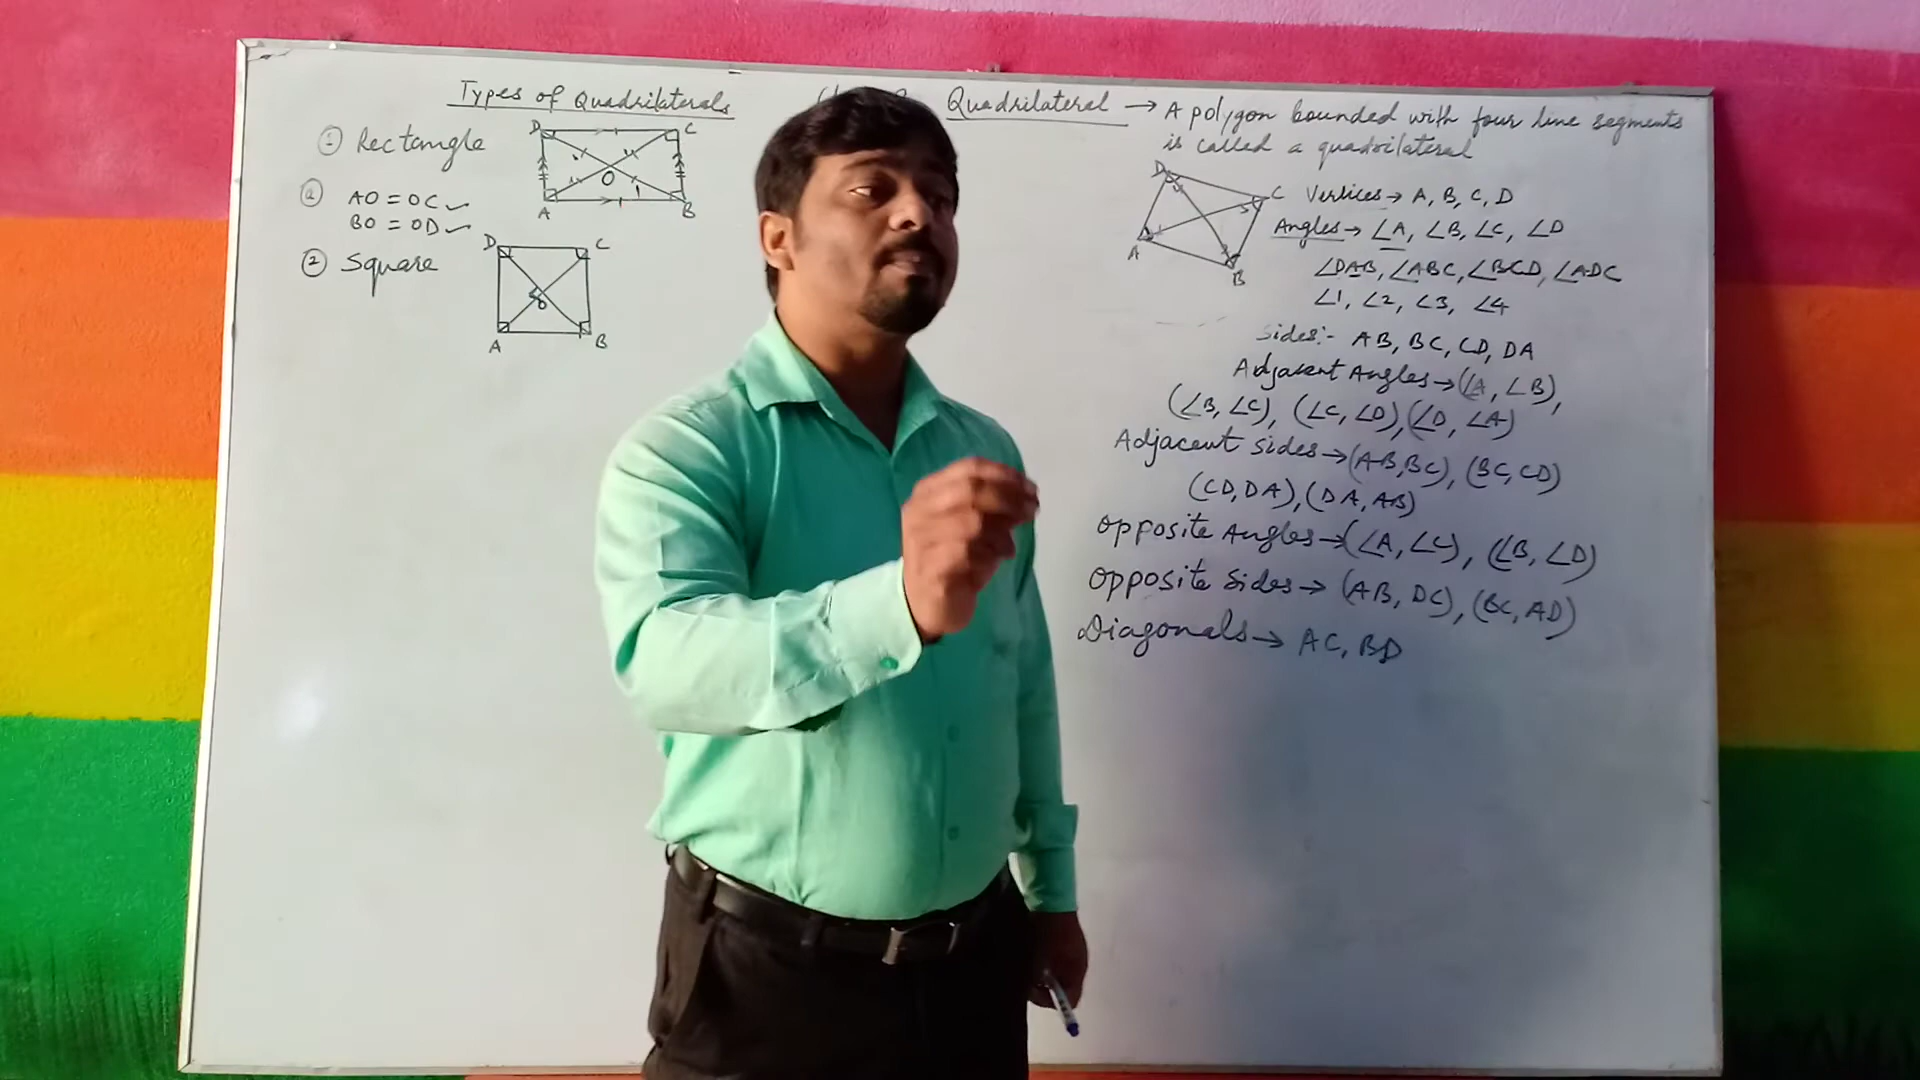 Types of Quadrilaterals
① Rectangle
D C
O
A B
② AO = OC ✓
BO = OD ✓
② Square
D C
O
A B
Quadrilateral → A polygon bounded with four line segments
is called a quadrilateral
D C
A B
Vertices → A, B, C, D
Angles → ∠A, ∠B, ∠C, ∠D
∠DAB, ∠ABC, ∠BCD, ∠ADC
∠1, ∠2, ∠3, ∠4
Sides:- AB, BC, CD, DA
Adjacent Angles → (∠A, ∠B),
(∠B, ∠C), (∠C, ∠D), (∠D, ∠A)
Adjacent Sides → (AB, BC), (BC, CD)
(CD, DA), (DA, AB)
Opposite Angles → (∠A, ∠C), (∠B, ∠D)
Opposite Sides → (AB, DC), (BC, AD)
Diagonals → AC, BD